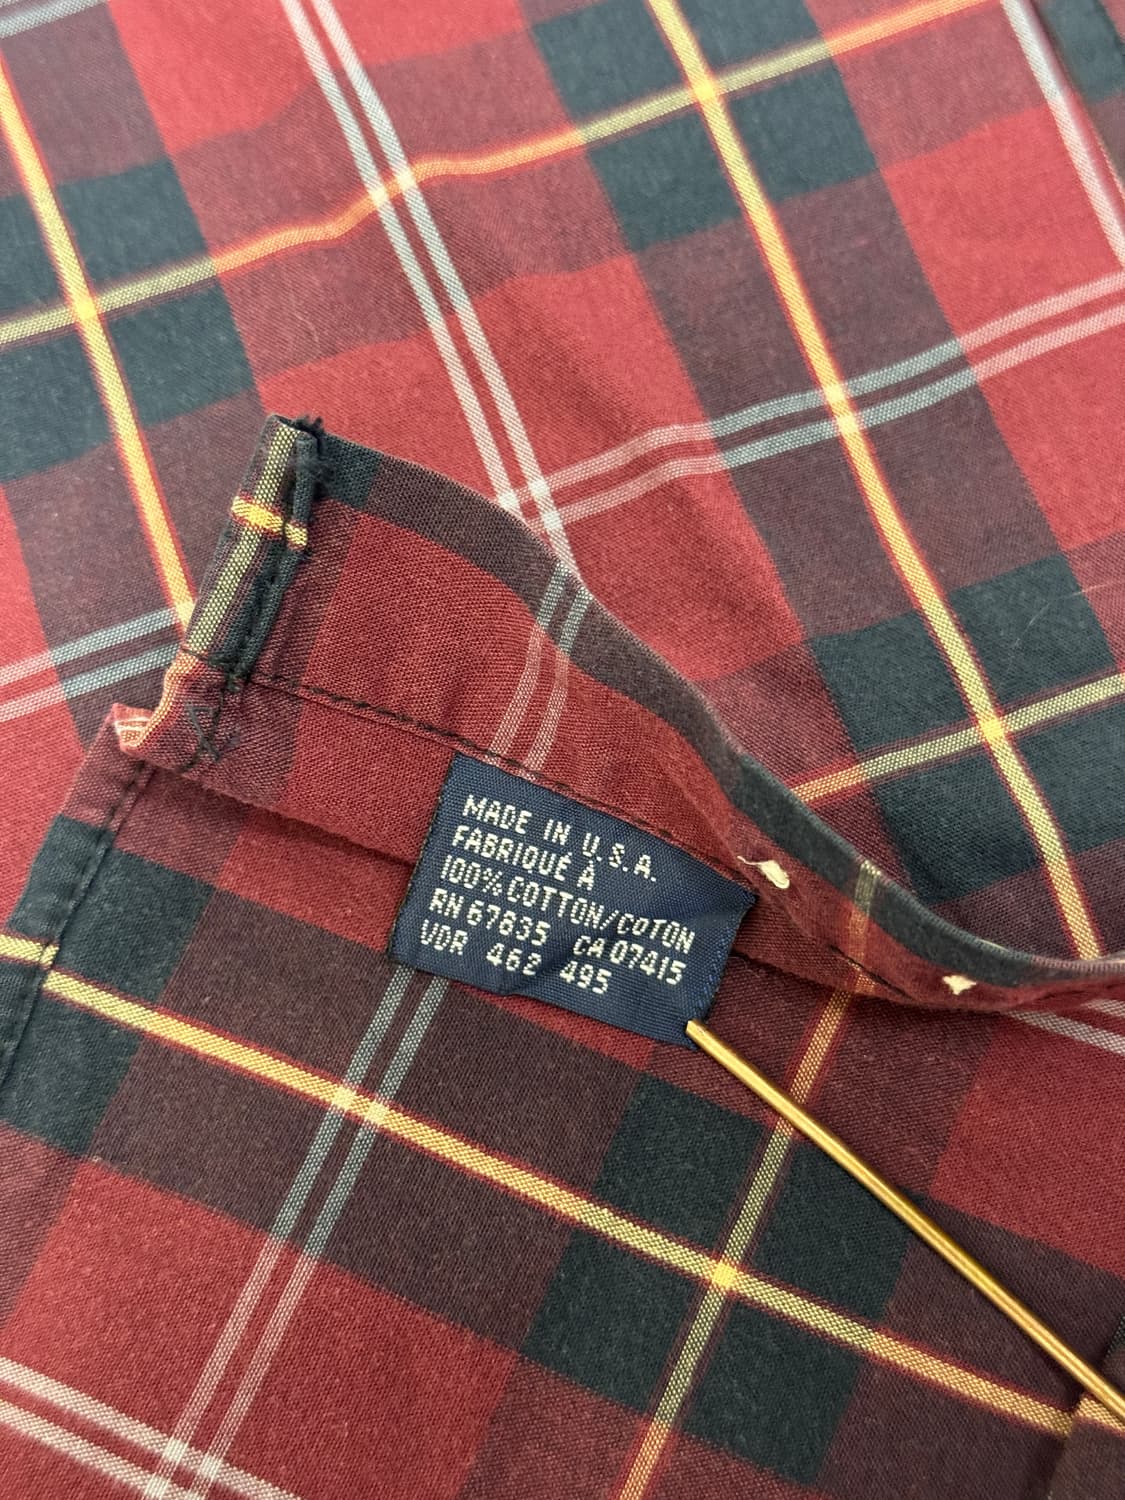 MADE IN U.S.A.
FABRIQUÉ À
100% COTTON/COTON
RN 67835 CA 07415
VDR 462 495